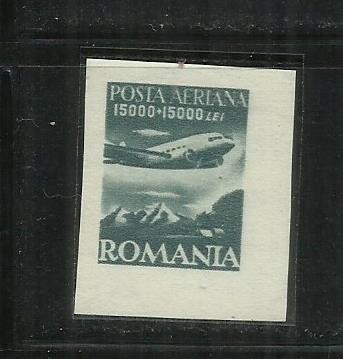 POSTA AERIANA
15000+15000 LEI
ROMANIA